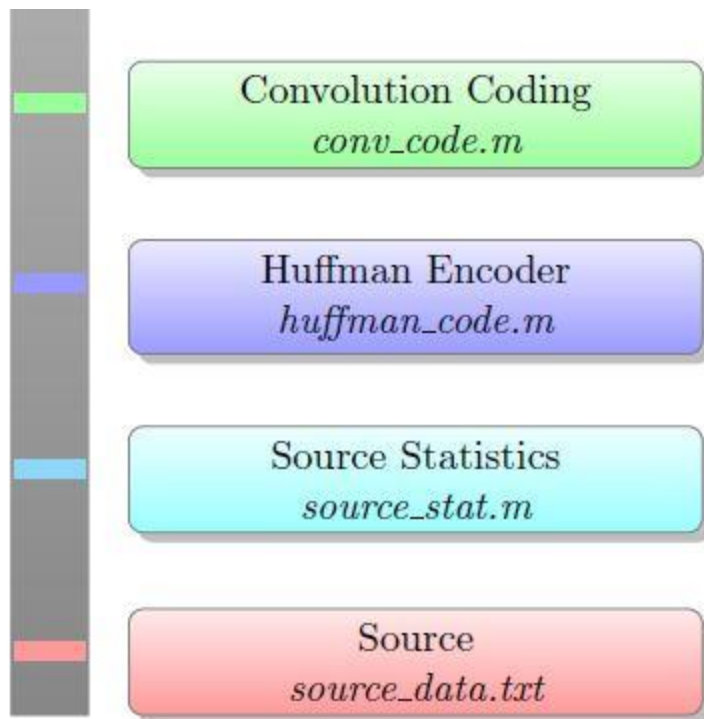 Convolution Coding
conv_code.m
Huffman Encoder
huffman_code.m
Source Statistics
source_stat.m
Source
source_data.txt